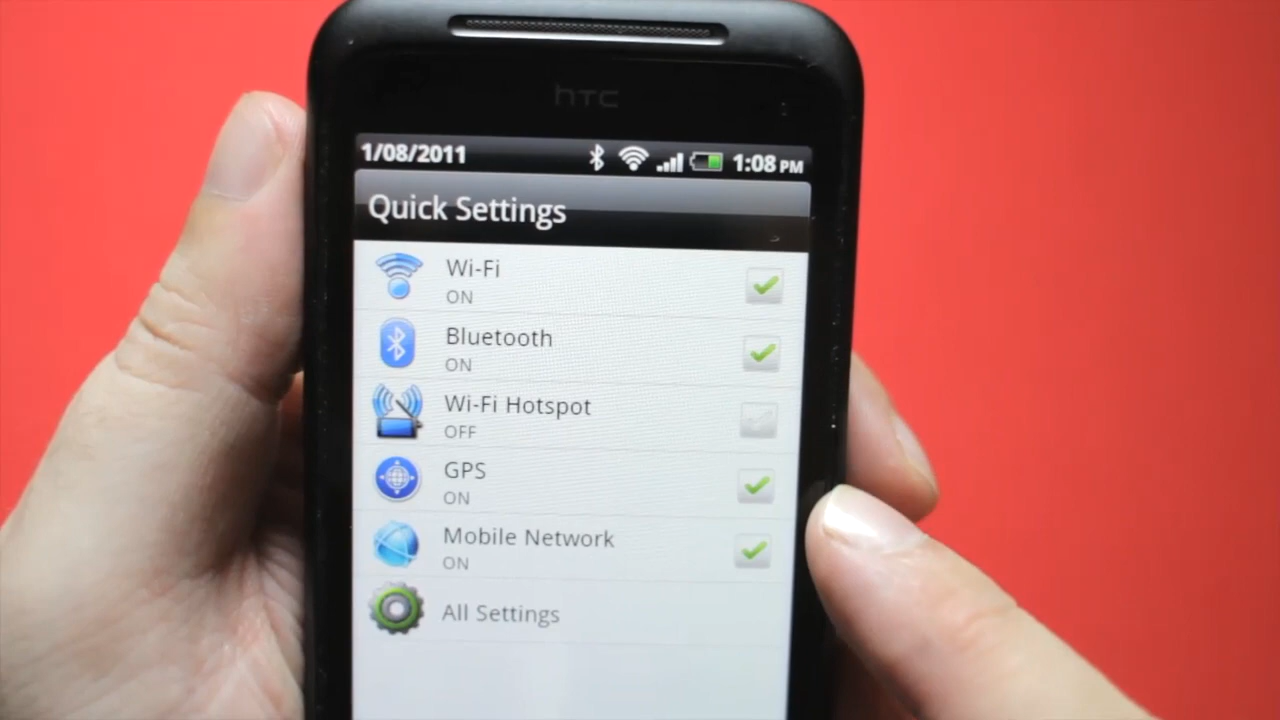 hTC
1/08/2011 1:08 PM
Quick Settings
Wi-Fi
ON
Bluetooth
ON
Wi-Fi Hotspot
OFF
GPS
ON
Mobile Network
ON
All Settings